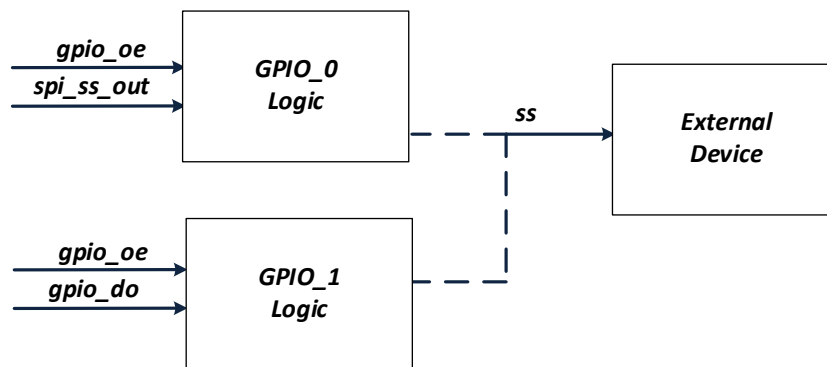 gpio_oe
spi_ss_out
GPIO_0
Logic
ss
External
Device
gpio_oe
gpio_do
GPIO_1
Logic